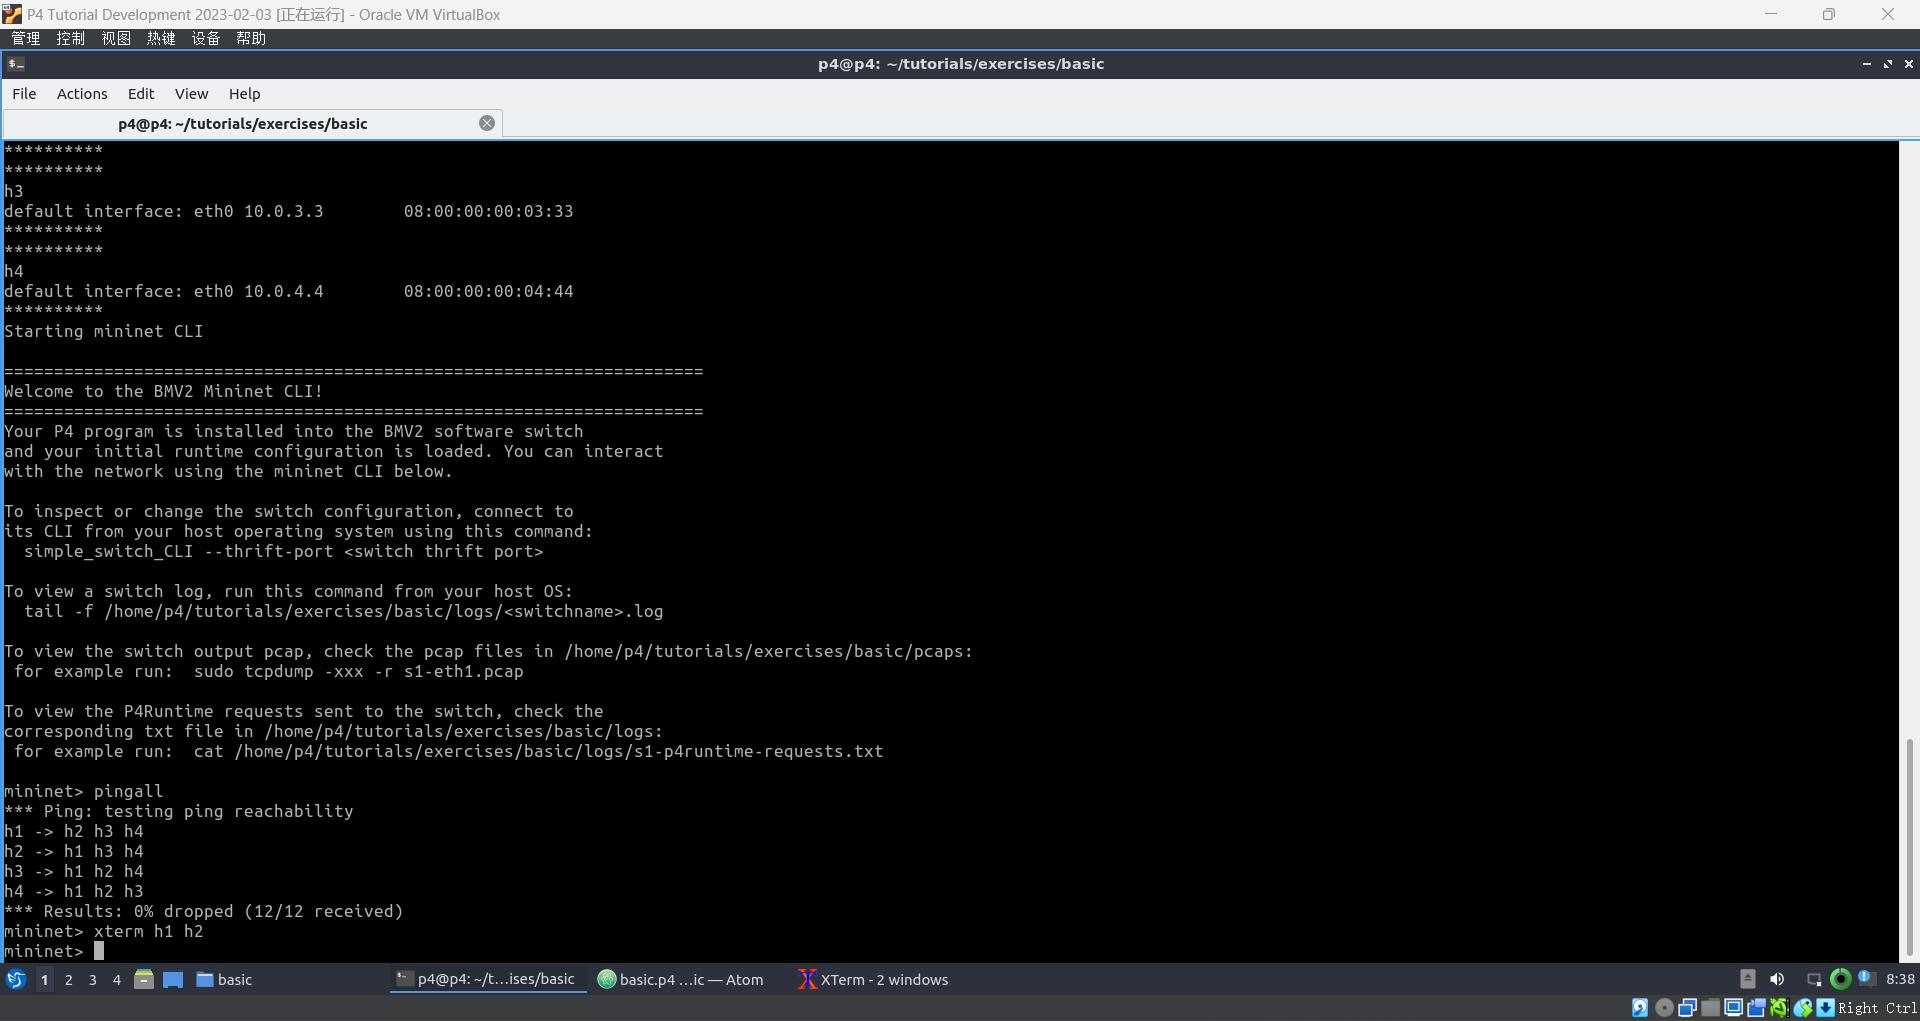 P4 Tutorial Development 2023-02-03 [正在运行] - Oracle VM VirtualBox
管理 控制 视图 热键 设备 帮助
p4@p4: ~/tutorials/exercises/basic
File Actions Edit View Help
p4@p4: ~/tutorials/exercises/basic
**********
**********
h3
default interface: eth0 10.0.3.3        08:00:00:00:03:33
**********
**********
h4
default interface: eth0 10.0.4.4        08:00:00:00:04:44
**********
Starting mininet CLI
======================================================================
Welcome to the BMV2 Mininet CLI!
======================================================================
Your P4 program is installed into the BMV2 software switch
and your initial runtime configuration is loaded. You can interact
with the network using the mininet CLI below.
To inspect or change the switch configuration, connect to
its CLI from your host operating system using this command:
  simple_switch_CLI --thrift-port <switch thrift port>
To view a switch log, run this command from your host OS:
  tail -f /home/p4/tutorials/exercises/basic/logs/<switchname>.log
To view the switch output pcap, check the pcap files in /home/p4/tutorials/exercises/basic/pcaps:
 for example run:  sudo tcpdump -xxx -r s1-eth1.pcap
To view the P4Runtime requests sent to the switch, check the
corresponding txt file in /home/p4/tutorials/exercises/basic/logs:
 for example run:  cat /home/p4/tutorials/exercises/basic/logs/s1-p4runtime-requests.txt
mininet> pingall
*** Ping: testing ping reachability
h1 -> h2 h3 h4
h2 -> h1 h3 h4
h3 -> h1 h2 h4
h4 -> h1 h2 h3
*** Results: 0% dropped (12/12 received)
mininet> xterm h1 h2
mininet>
1 2 3 4 basic p4@p4: ~/t...ises/basic basic.p4 ...ic — Atom XTerm - 2 windows 8:38
Right Ctrl